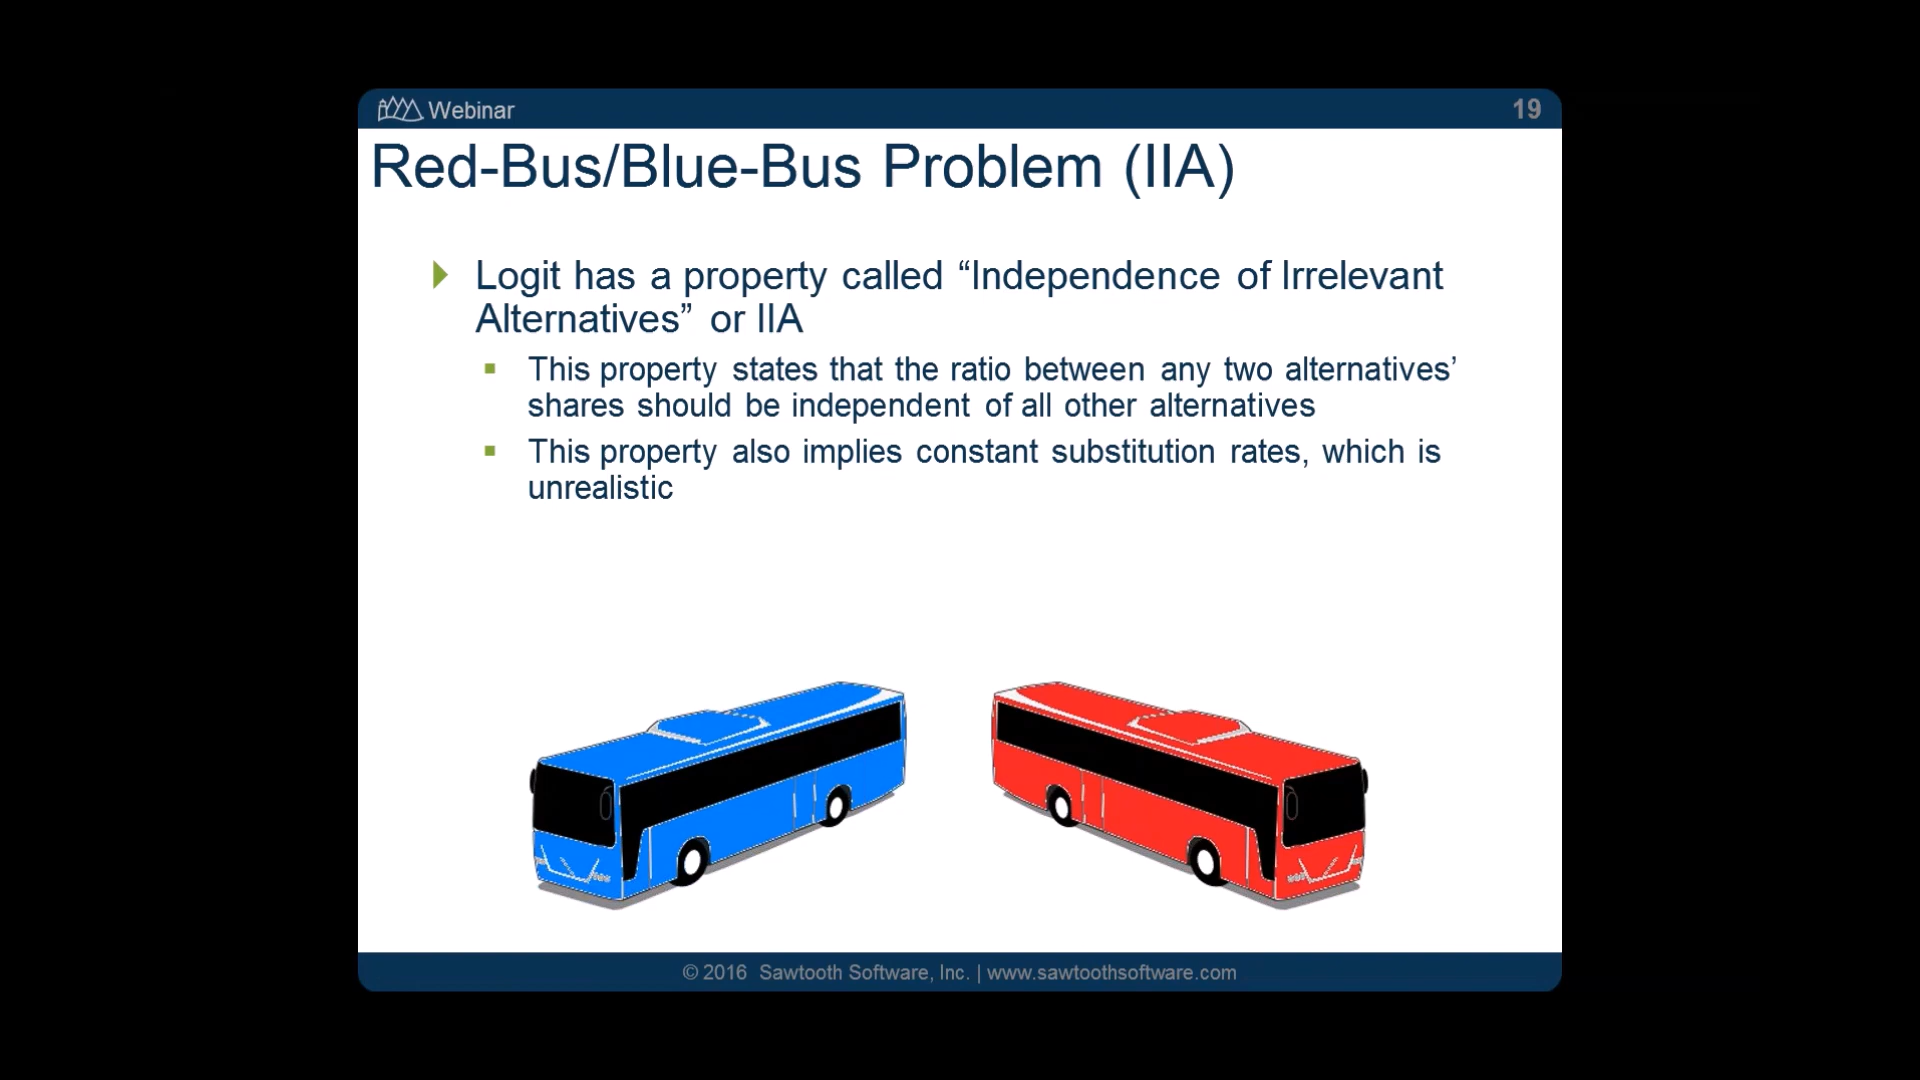 Webinar
19
Red-Bus/Blue-Bus Problem (IIA)
Logit has a property called “Independence of Irrelevant
Alternatives” or IIA
This property states that the ratio between any two alternatives’
shares should be independent of all other alternatives
This property also implies constant substitution rates, which is
unrealistic
© 2016 Sawtooth Software, Inc. | www.sawtoothsoftware.com